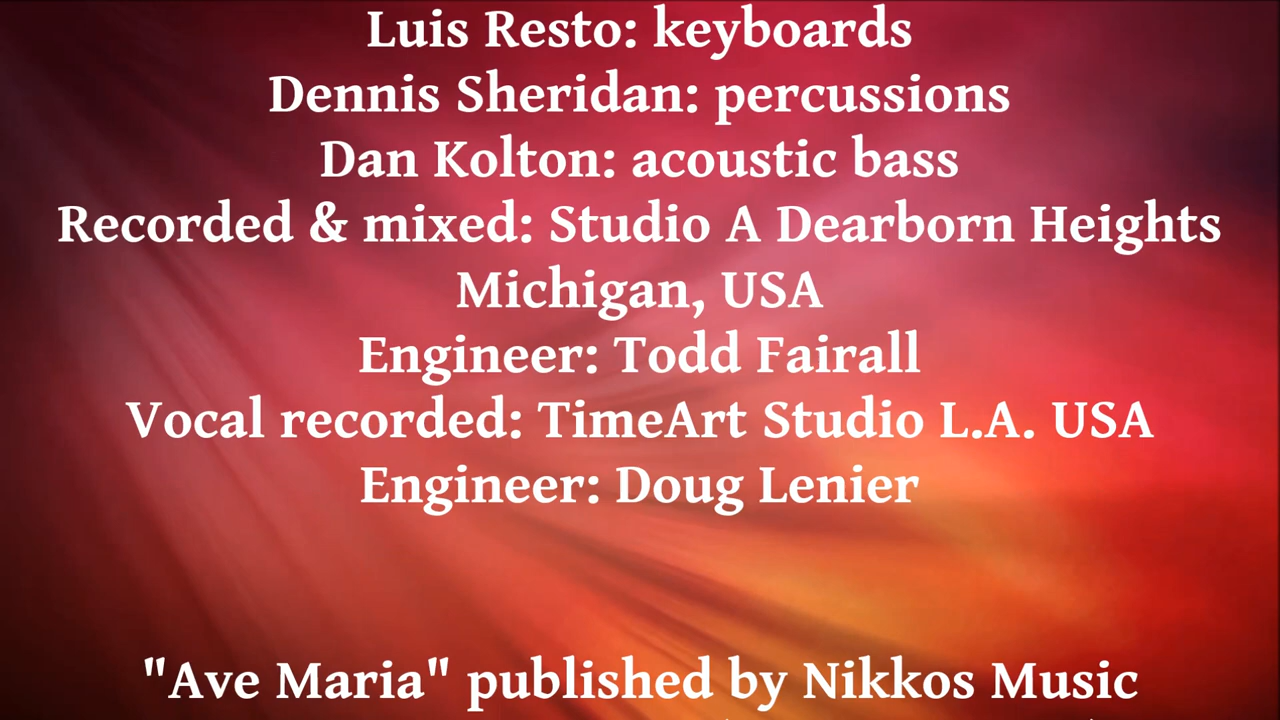 Luis Resto: keyboards
Dennis Sheridan: percussions
Dan Kolton: acoustic bass
Recorded & mixed: Studio A Dearborn Heights
Michigan, USA
Engineer: Todd Fairall
Vocal recorded: TimeArt Studio L.A. USA
Engineer: Doug Lenier
"Ave Maria" published by Nikkos Music